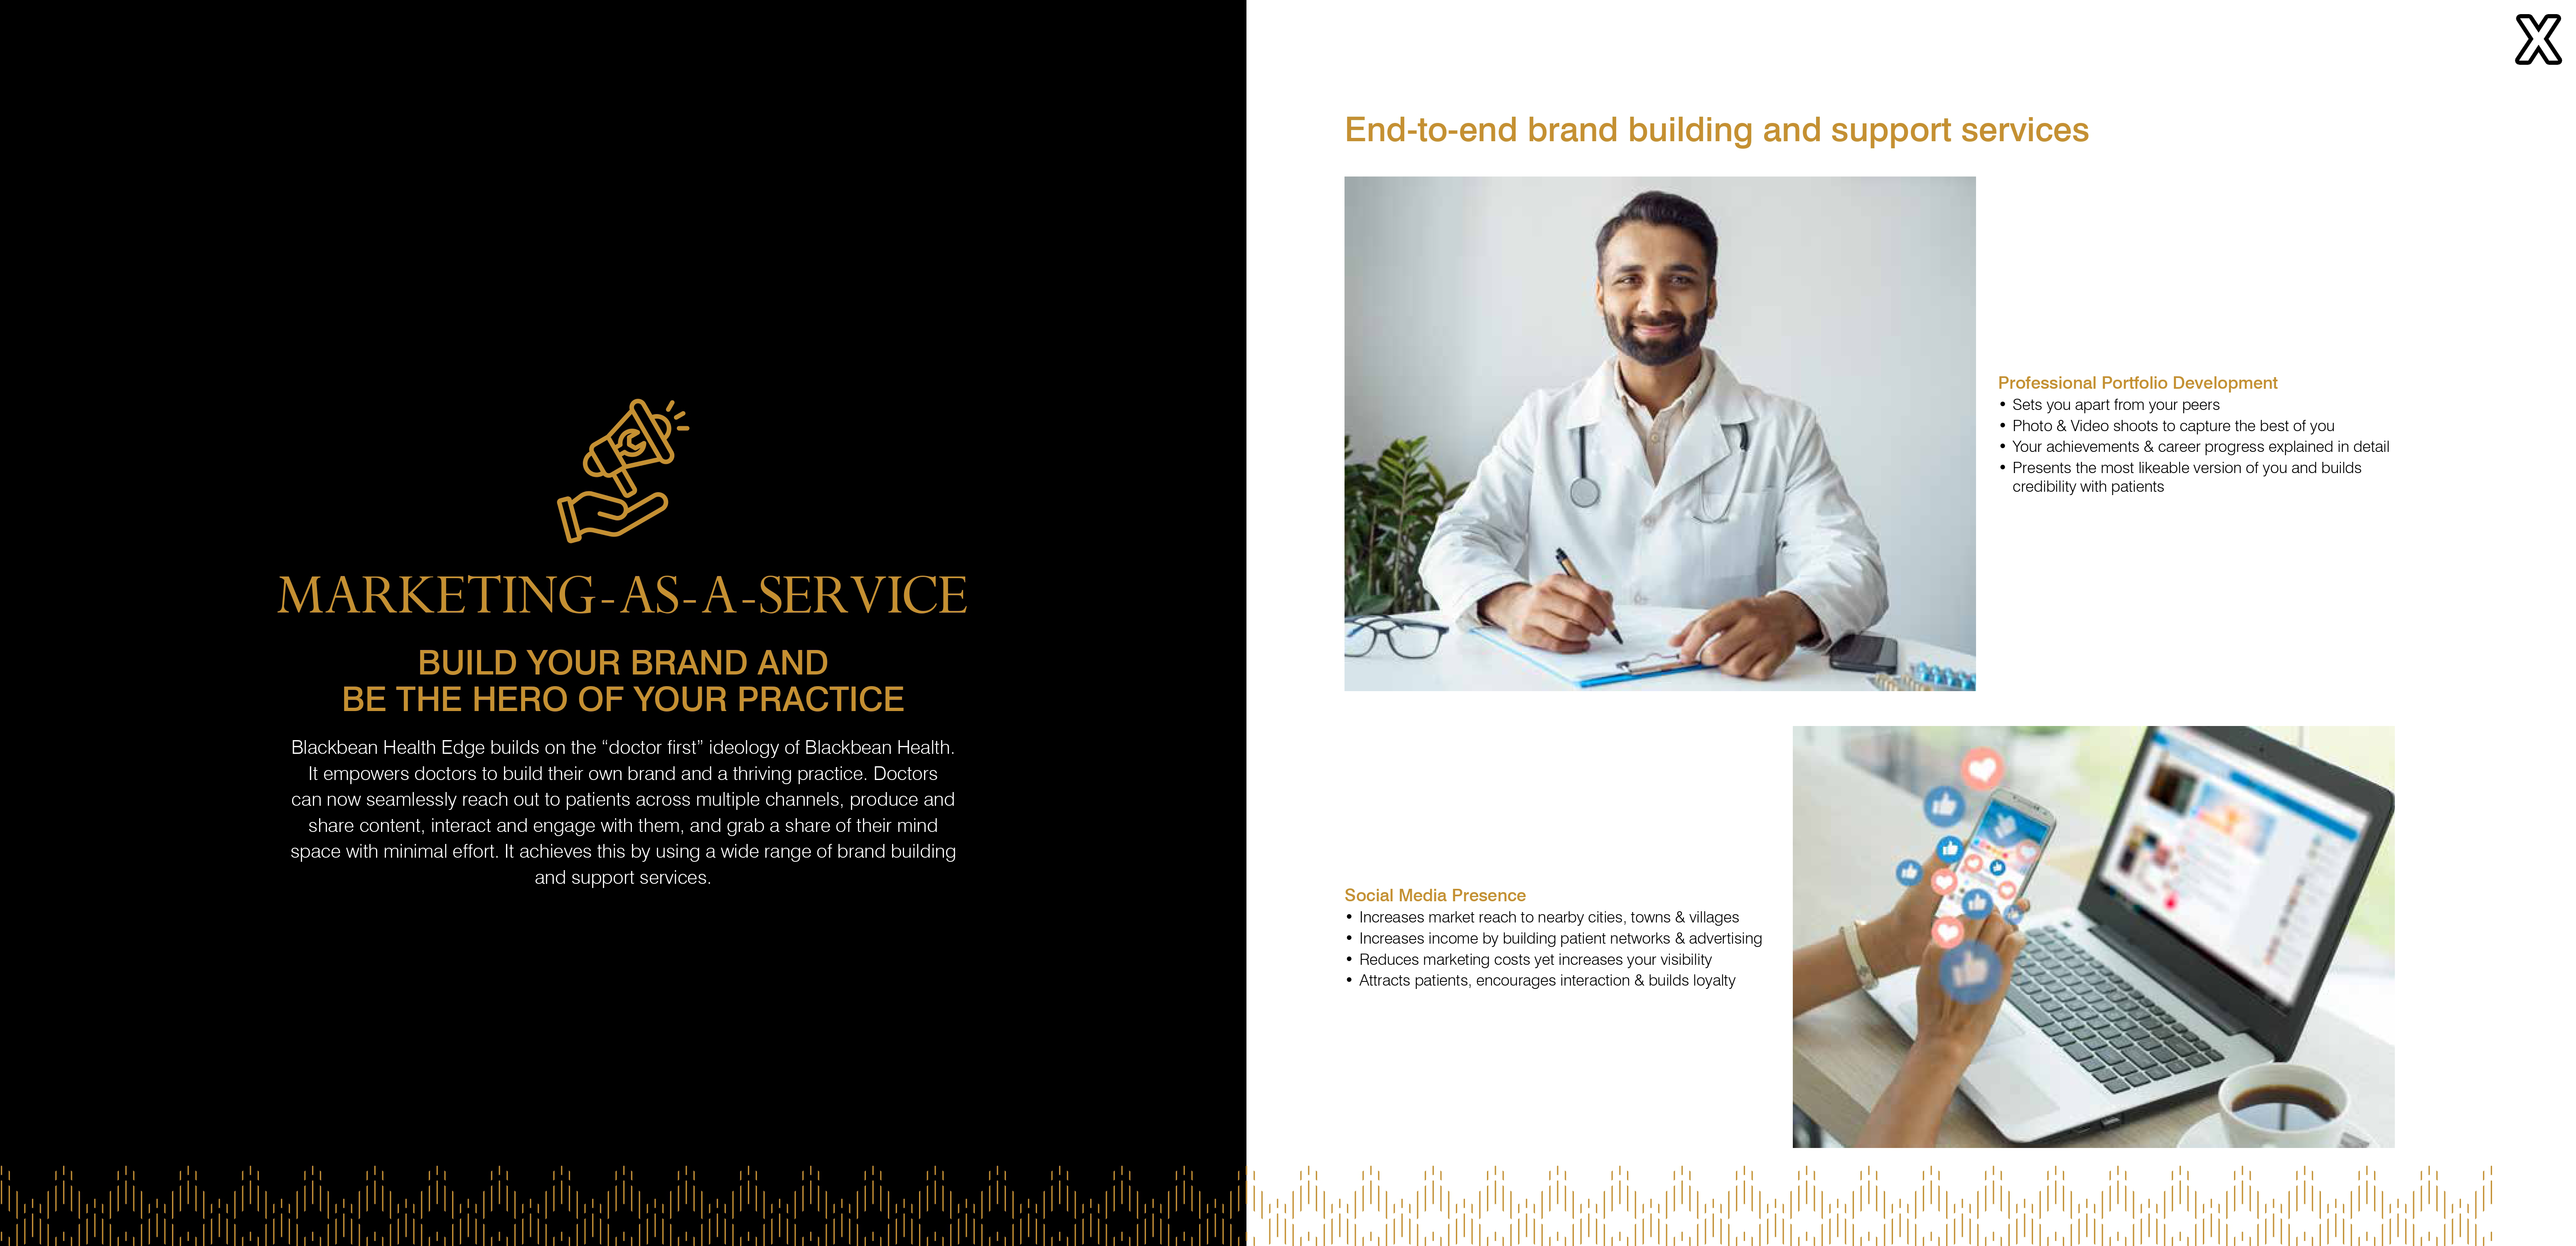 MARKETING-AS-A-SERVICE
BUILD YOUR BRAND AND
BE THE HERO OF YOUR PRACTICE
Blackbean Health Edge builds on the “doctor first” ideology of Blackbean Health.
It empowers doctors to build their own brand and a thriving practice. Doctors
can now seamlessly reach out to patients across multiple channels, produce and
share content, interact and engage with them, and grab a share of their mind
space with minimal effort. It achieves this by using a wide range of brand building
and support services.
X
End-to-end brand building and support services
Professional Portfolio Development
• Sets you apart from your peers
• Photo & Video shoots to capture the best of you
• Your achievements & career progress explained in detail
• Presents the most likeable version of you and builds
credibility with patients
Social Media Presence
• Increases market reach to nearby cities, towns & villages
• Increases income by building patient networks & advertising
• Reduces marketing costs yet increases your visibility
• Attracts patients, encourages interaction & builds loyalty